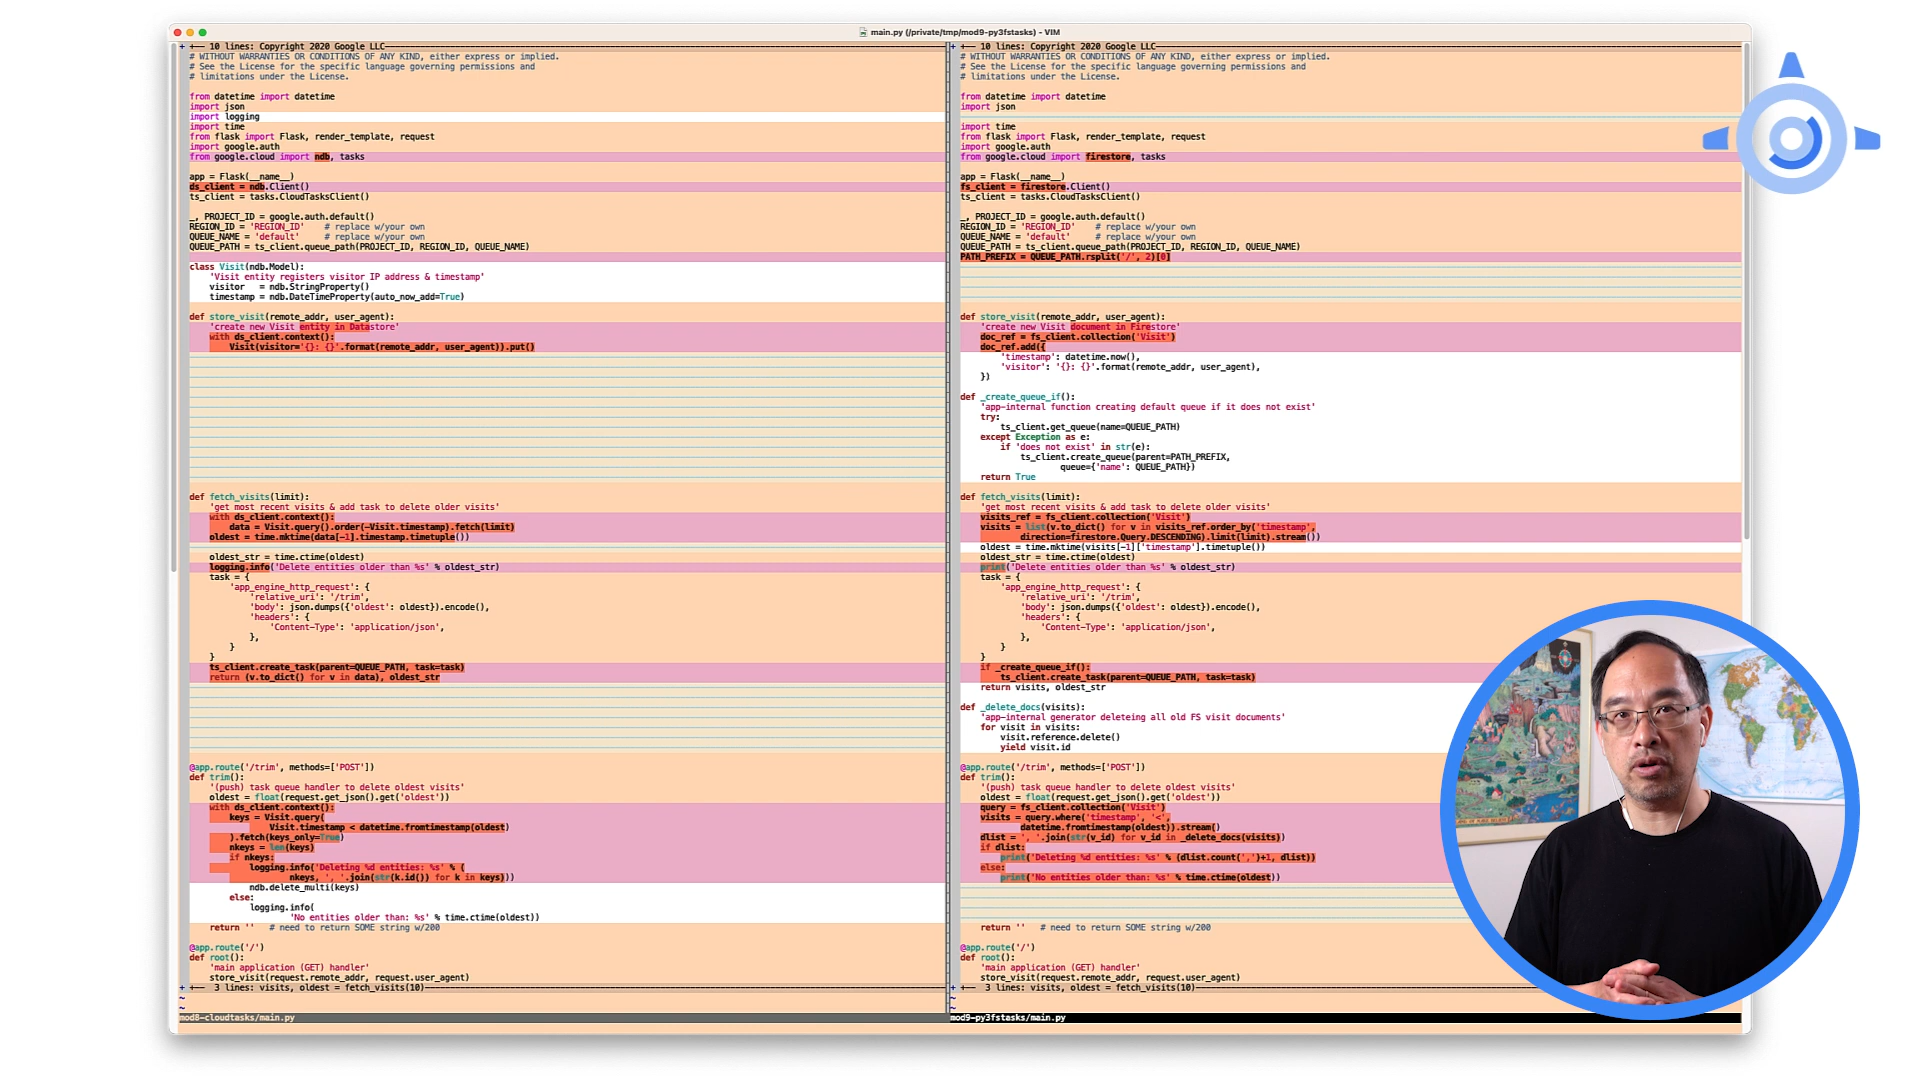 main.py (/private/tmp/mod9-py3fstasks) - VIM
+ +-- 10 lines: Copyright 2020 Google LLC
# WITHOUT WARRANTIES OR CONDITIONS OF ANY KIND, either express or implied.
# See the License for the specific language governing permissions and
# limitations under the License.
from datetime import datetime
import json
import logging
import time
from flask import Flask, render_template, request
import google.auth
from google.cloud import ndb, tasks
app = Flask(__name__)
ds_client = ndb.Client()
ts_client = tasks.CloudTasksClient()
_, PROJECT_ID = google.auth.default()
REGION_ID = 'REGION_ID'    # replace w/your own
QUEUE_NAME = 'default'     # replace w/your own
QUEUE_PATH = ts_client.queue_path(PROJECT_ID, REGION_ID, QUEUE_NAME)
class Visit(ndb.Model):
    'Visit entity registers visitor IP address & timestamp'
    visitor   = ndb.StringProperty()
    timestamp = ndb.DateTimeProperty(auto_now_add=True)
def store_visit(remote_addr, user_agent):
    'create new Visit entity in Datastore'
    with ds_client.context():
        Visit(visitor='{}: {}'.format(remote_addr, user_agent)).put()
def fetch_visits(limit):
    'get most recent visits & add task to delete older visits'
    with ds_client.context():
        data = Visit.query().order(-Visit.timestamp).fetch(limit)
    oldest = time.mktime(data[-1].timestamp.timetuple())
    oldest_str = time.ctime(oldest)
    logging.info('Delete entities older than %s' % oldest_str)
    task = {
        'app_engine_http_request': {
            'relative_uri': '/trim',
            'body': json.dumps({'oldest': oldest}).encode(),
            'headers': {
                'Content-Type': 'application/json',
            },
        }
    }
    ts_client.create_task(parent=QUEUE_PATH, task=task)
    return (v.to_dict() for v in data), oldest_str
@app.route('/trim', methods=['POST'])
def trim():
    '(push) task queue handler to delete oldest visits'
    oldest = float(request.get_json().get('oldest'))
    with ds_client.context():
        keys = Visit.query(
                Visit.timestamp < datetime.fromtimestamp(oldest)
        ).fetch(keys_only=True)
        nkeys = len(keys)
        if nkeys:
            logging.info('Deleting %d entities: %s' % (
                    nkeys, ', '.join(str(k.id()) for k in keys)))
            ndb.delete_multi(keys)
        else:
            logging.info(
                    'No entities older than: %s' % time.ctime(oldest))
    return ''   # need to return SOME string w/200
@app.route('/')
def root():
    'main application (GET) handler'
    store_visit(request.remote_addr, request.user_agent)
+ +--  3 lines: visits, oldest = fetch_visits(10)
~
~
mod8-cloudtasks/main.py
+ +-- 10 lines: Copyright 2020 Google LLC
# WITHOUT WARRANTIES OR CONDITIONS OF ANY KIND, either express or implied.
# See the License for the specific language governing permissions and
# limitations under the License.
from datetime import datetime
import json
import time
from flask import Flask, render_template, request
import google.auth
from google.cloud import firestore, tasks
app = Flask(__name__)
fs_client = firestore.Client()
ts_client = tasks.CloudTasksClient()
_, PROJECT_ID = google.auth.default()
REGION_ID = 'REGION_ID'    # replace w/your own
QUEUE_NAME = 'default'     # replace w/your own
QUEUE_PATH = ts_client.queue_path(PROJECT_ID, REGION_ID, QUEUE_NAME)
PATH_PREFIX = QUEUE_PATH.rsplit('/', 2)[0]
def store_visit(remote_addr, user_agent):
    'create new Visit document in Firestore'
    doc_ref = fs_client.collection('Visit')
    doc_ref.add({
        'timestamp': datetime.now(),
        'visitor': '{}: {}'.format(remote_addr, user_agent),
    })
def _create_queue_if():
    'app-internal function creating default queue if it does not exist'
    try:
        ts_client.get_queue(name=QUEUE_PATH)
    except Exception as e:
        if 'does not exist' in str(e):
            ts_client.create_queue(parent=PATH_PREFIX,
                    queue={'name': QUEUE_PATH})
    return True
def fetch_visits(limit):
    'get most recent visits & add task to delete older visits'
    visits_ref = fs_client.collection('Visit')
    visits = list(v.to_dict() for v in visits_ref.order_by('timestamp',
            direction=firestore.Query.DESCENDING).limit(limit).stream())
    oldest = time.mktime(visits[-1]['timestamp'].timetuple())
    oldest_str = time.ctime(oldest)
    print('Delete entities older than %s' % oldest_str)
    task = {
        'app_engine_http_request': {
            'relative_uri': '/trim',
            'body': json.dumps({'oldest': oldest}).encode(),
            'headers': {
                'Content-Type': 'application/json',
            },
        }
    }
    if _create_queue_if():
        ts_client.create_task(parent=QUEUE_PATH, task=task)
    return visits, oldest_str
def _delete_docs(visits):
    'app-internal generator deleteing all old FS visit documents'
    for visit in visits:
        visit.reference.delete()
        yield visit.id
@app.route('/trim', methods=['POST'])
def trim():
    '(push) task queue handler to delete oldest visits'
    oldest = float(request.get_json().get('oldest'))
    query = fs_client.collection('Visit')
    visits = query.where('timestamp', '<',
            datetime.fromtimestamp(oldest)).stream()
    dlist = ', '.join(str(v_id) for v_id in _delete_docs(visits))
    if dlist:
        print('Deleting %d entities: %s' % (dlist.count(',')+1, dlist))
    else:
        print('No entities older than: %s' % time.ctime(oldest))
    return ''   # need to return SOME string w/200
@app.route('/')
def root():
    'main application (GET) handler'
    store_visit(request.remote_addr, request.user_agent)
+ +--  3 lines: visits, oldest = fetch_visits(10)
~
~
mod9-py3fstasks/main.py